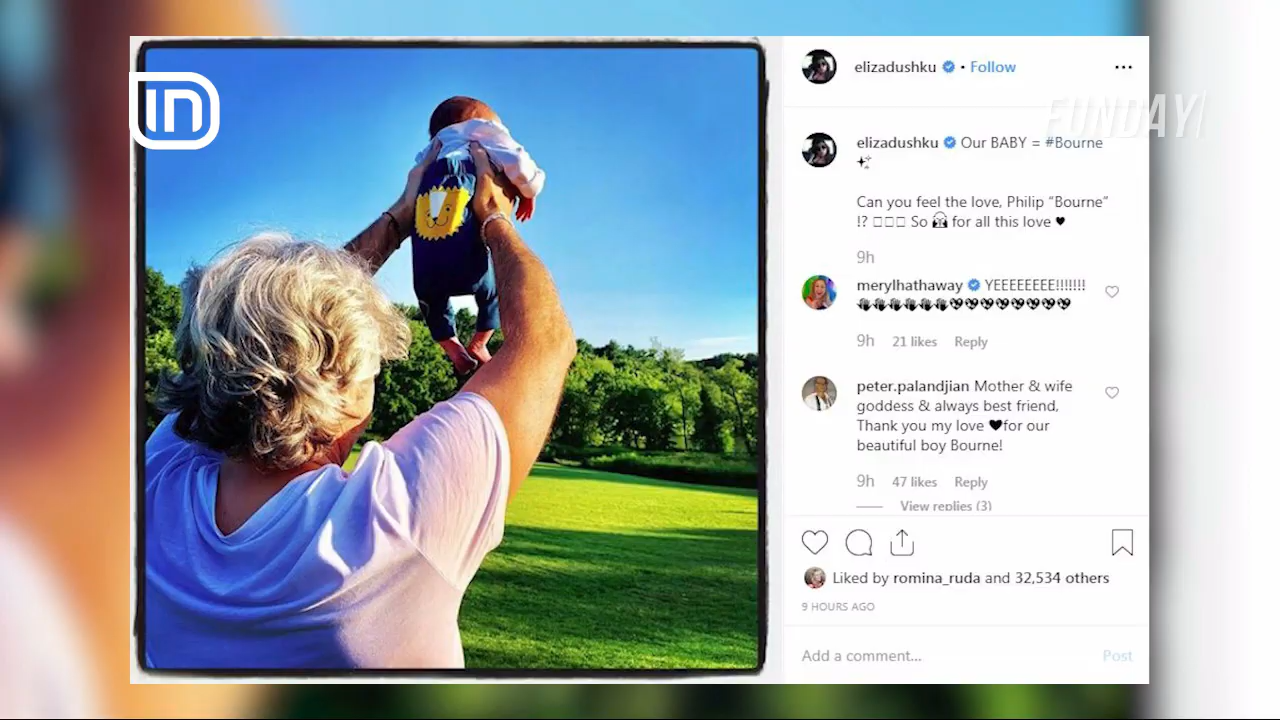 IN
FUNDAY
elizadushku • Follow
elizadushku Our BABY = #Bourne
Can you feel the love, Philip “Bourne”
!? □□□ So for all this love ♥
9h
merylhathaway YEEEEEEEE!!!!!!!
9h 21 likes Reply
peter.palandjian Mother & wife
goddess & always best friend,
Thank you my love ♥for our
beautiful boy Bourne!
9h 47 likes Reply
View replies (3)
Liked by romina_ruda and 32,534 others
9 HOURS AGO
Add a comment... Post